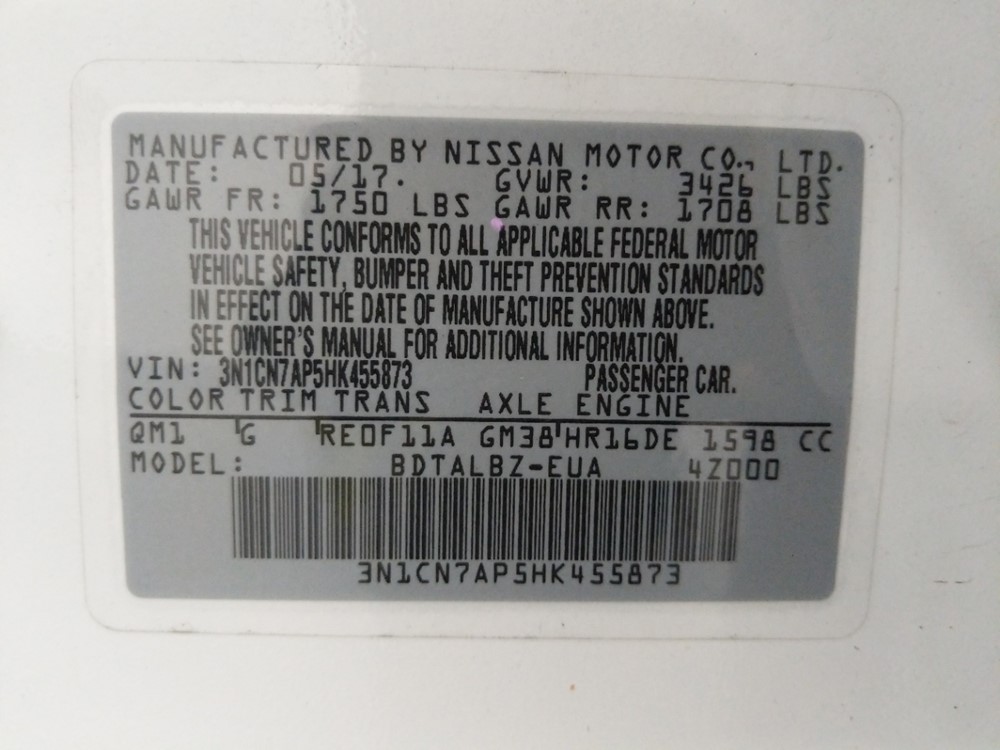 MANUFACTURED BY NISSAN MOTOR CO., LTD.
DATE: 05/17. GVWR: 3426 LBS
GAWR FR: 1750 LBS GAWR RR: 1708 LBS
THIS VEHICLE CONFORMS TO ALL APPLICABLE FEDERAL MOTOR
VEHICLE SAFETY, BUMPER AND THEFT PREVENTION STANDARDS
IN EFFECT ON THE DATE OF MANUFACTURE SHOWN ABOVE.
SEE OWNER'S MANUAL FOR ADDITIONAL INFORMATION.
VIN: 3N1CN7AP5HK455873 PASSENGER CAR.
COLOR TRIM TRANS AXLE ENGINE
QM1 G RE0F11A GM38 HR16DE 1598 CC
MODEL: BDTALBZ-EUA 4Z000
3N1CN7AP5HK455873